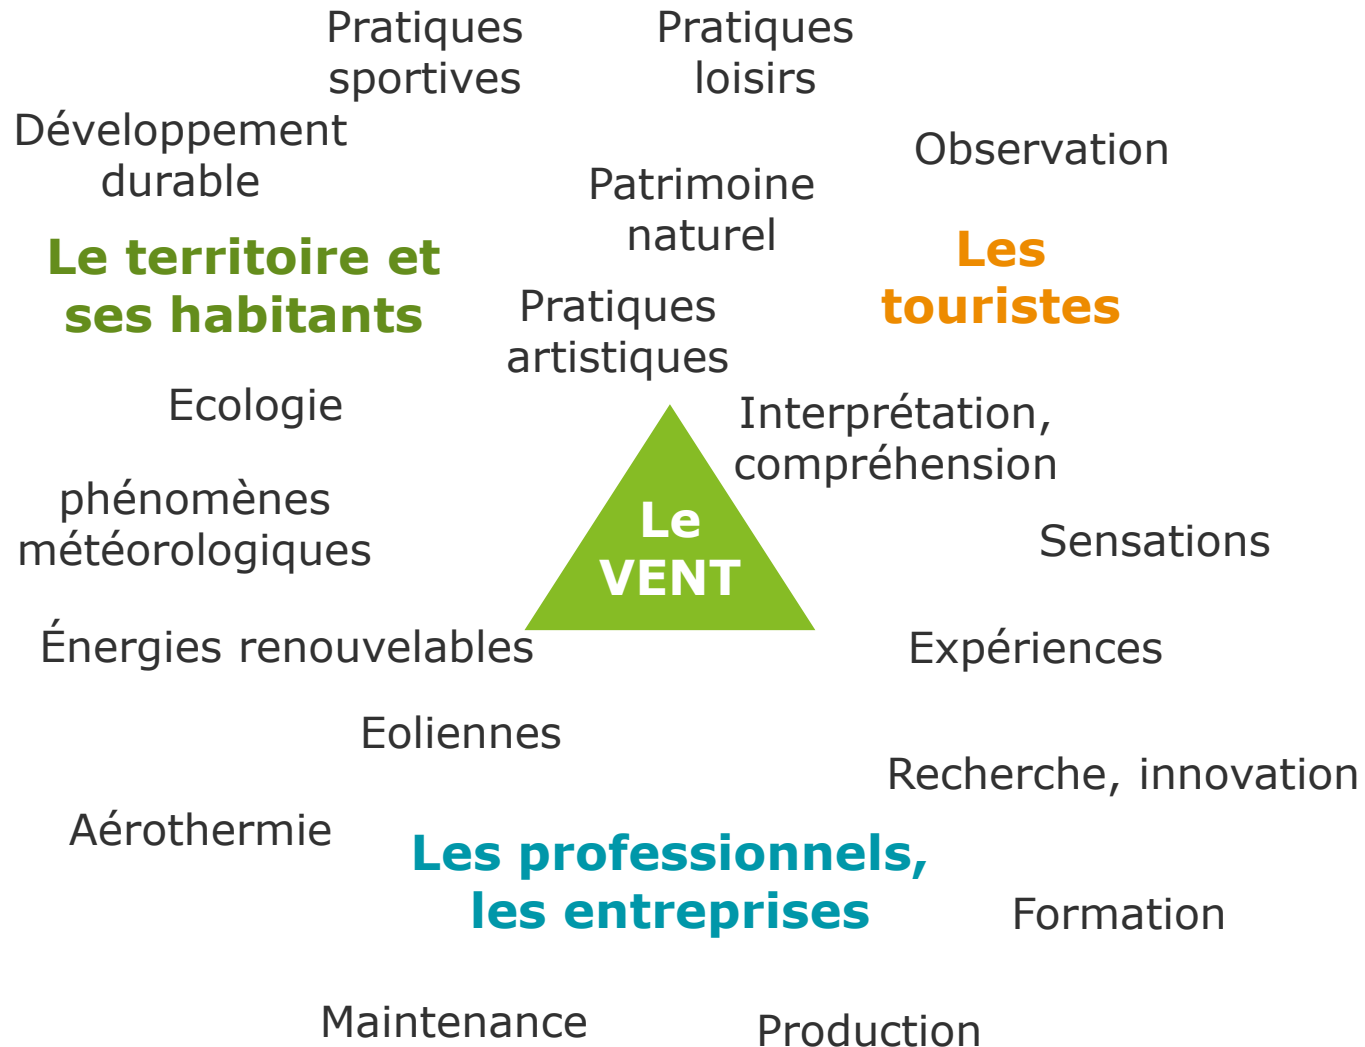 Pratiques
sportives
Pratiques
loisirs
Développement
durable
Observation
Patrimoine
naturel
Le territoire et
ses habitants
Les
touristes
Pratiques
artistiques
Ecologie
Interprétation,
compréhension
phénomènes
météorologiques
Le
VENT
Sensations
Énergies renouvelables
Expériences
Eoliennes
Recherche, innovation
Aérothermie
Les professionnels,
les entreprises
Formation
Maintenance
Production